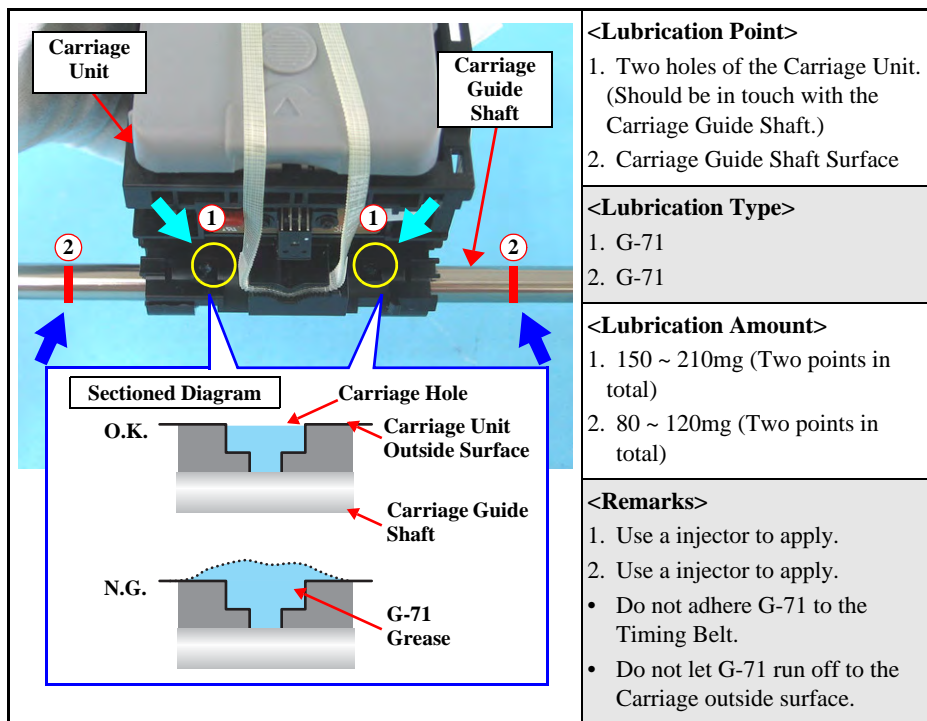 Carriage
Unit
Carriage
Guide
Shaft
1
1
2
2
Sectioned Diagram
Carriage Hole
O.K.
Carriage Unit
Outside Surface
Carriage Guide
Shaft
N.G.
G-71
Grease
<Lubrication Point>
1. Two holes of the Carriage Unit.
(Should be in touch with the
Carriage Guide Shaft.)
2. Carriage Guide Shaft Surface
<Lubrication Type>
1. G-71
2. G-71
<Lubrication Amount>
1. 150 ~ 210mg (Two points in
total)
2. 80 ~ 120mg (Two points in
total)
<Remarks>
1. Use a injector to apply.
2. Use a injector to apply.
• Do not adhere G-71 to the
Timing Belt.
• Do not let G-71 run off to the
Carriage outside surface.